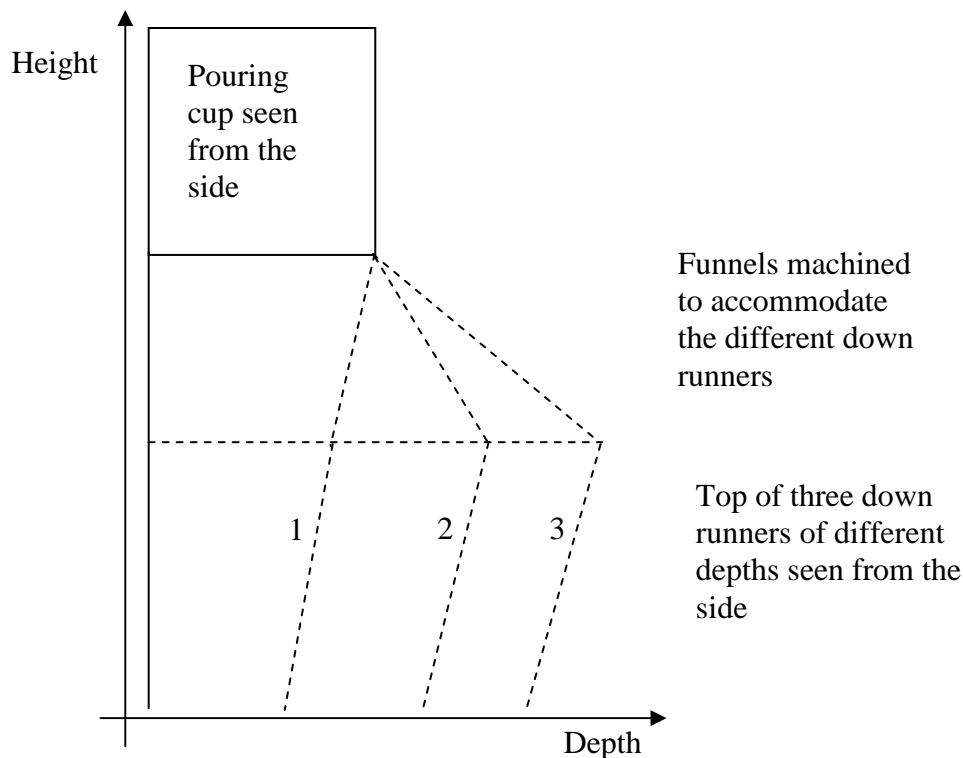 Height
Pouring
cup seen
from the
side
Funnels machined
to accommodate
the different down
runners
1
2
3
Top of three down
runners of different
depths seen from the
side
Depth